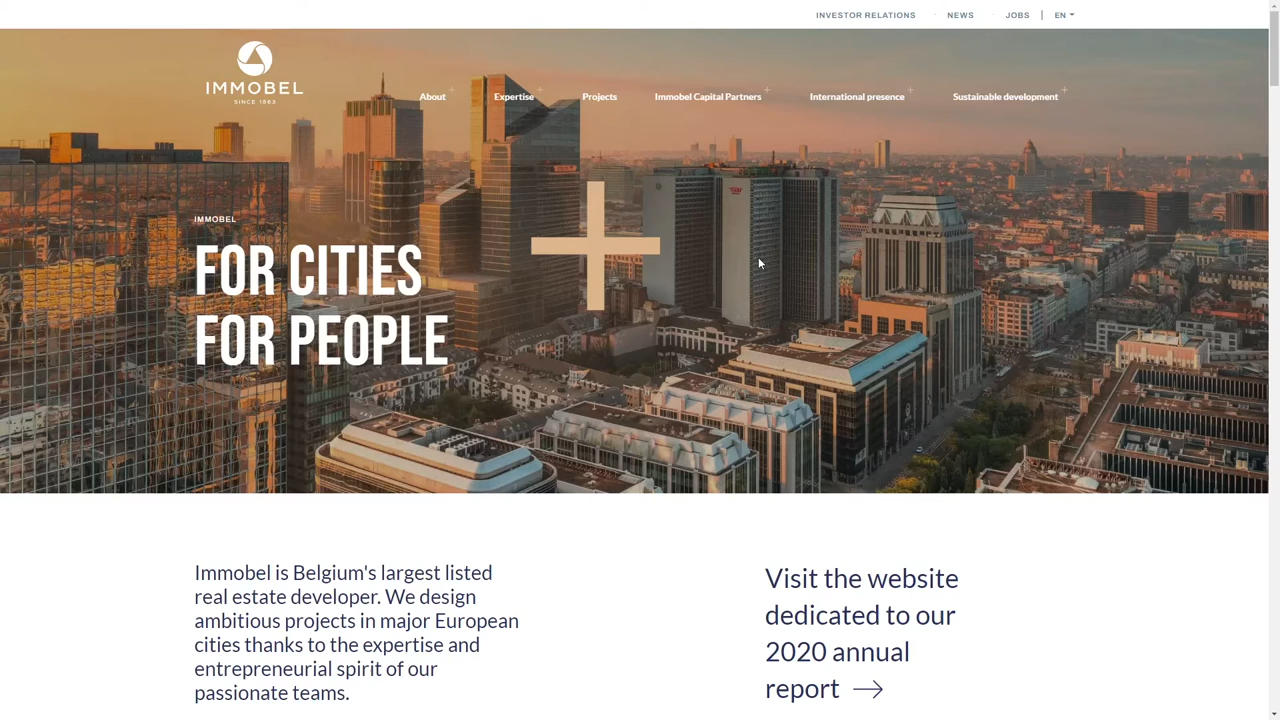 INVESTOR RELATIONS NEWS JOBS | EN
IMMOBEL
SINCE 1863
About Expertise Projects Immobel Capital Partners International presence Sustainable development
IMMOBEL
FOR CITIES
FOR PEOPLE
Immobel is Belgium's largest listed
real estate developer. We design
ambitious projects in major European
cities thanks to the expertise and
entrepreneurial spirit of our
passionate teams.
Visit the website
dedicated to our
2020 annual
report →